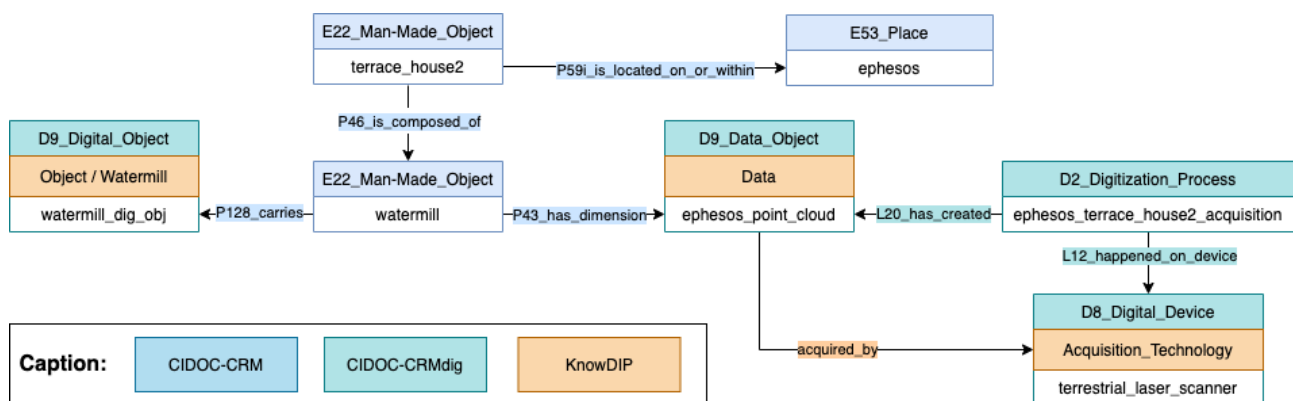 E22_Man-Made_Object
terrace_house2
E53_Place
ephesos
P59i_is_located_on_or_within
P46_is_composed_of
D9_Digital_Object
Object / Watermill
watermill_dig_obj
P128_carries
E22_Man-Made_Object
watermill
P43_has_dimension
D9_Data_Object
Data
ephesos_point_cloud
L20_has_created
D2_Digitization_Process
ephesos_terrace_house2_acquisition
L12_happened_on_device
D8_Digital_Device
Acquisition_Technology
terrestrial_laser_scanner
acquired_by
Caption:
CIDOC-CRM
CIDOC-CRMdig
KnowDIP